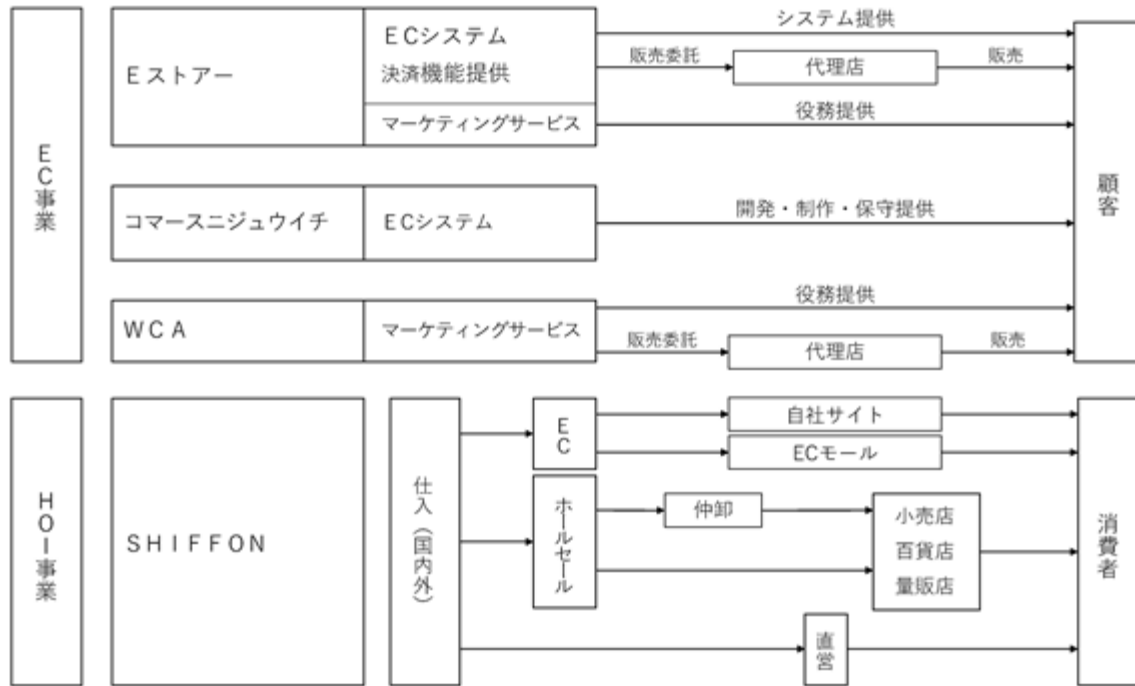 EC事業
Eストアー
ECシステム
決済機能提供
マーケティングサービス
システム提供
販売委託
代理店
販売
役務提供
コマースニジュウイチ
ECシステム
開発・制作・保守提供
WCA
マーケティングサービス
役務提供
販売委託
代理店
販売
顧客
HOI事業
SHIFFON
仕入(国内外)
EC
自社サイト
ECモール
ホールセール
仲卸
小売店
百貨店
量販店
直営
消費者